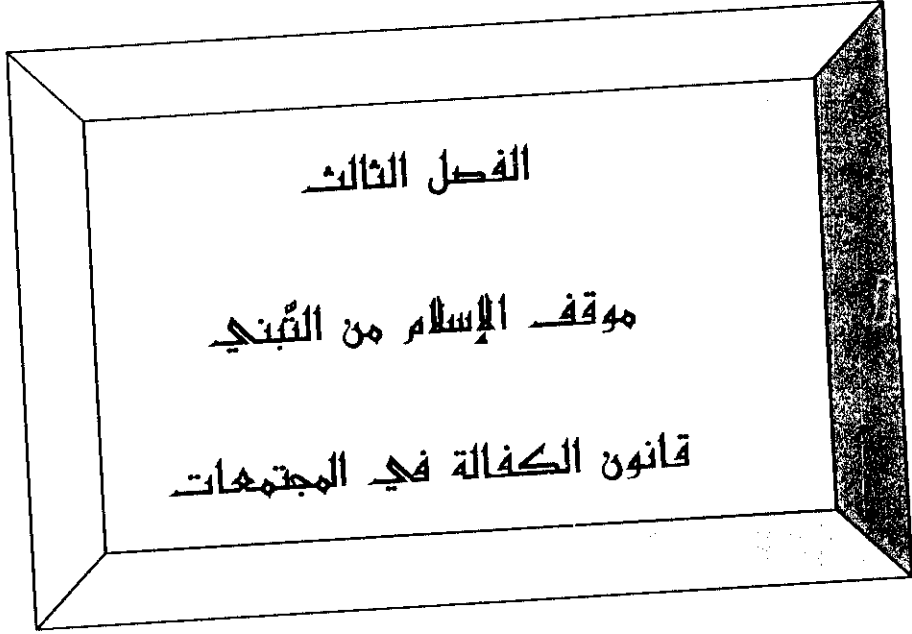 الفصل الثالث
موقف الإسلام من التّبني
قانون الكفالة في المجتمعات